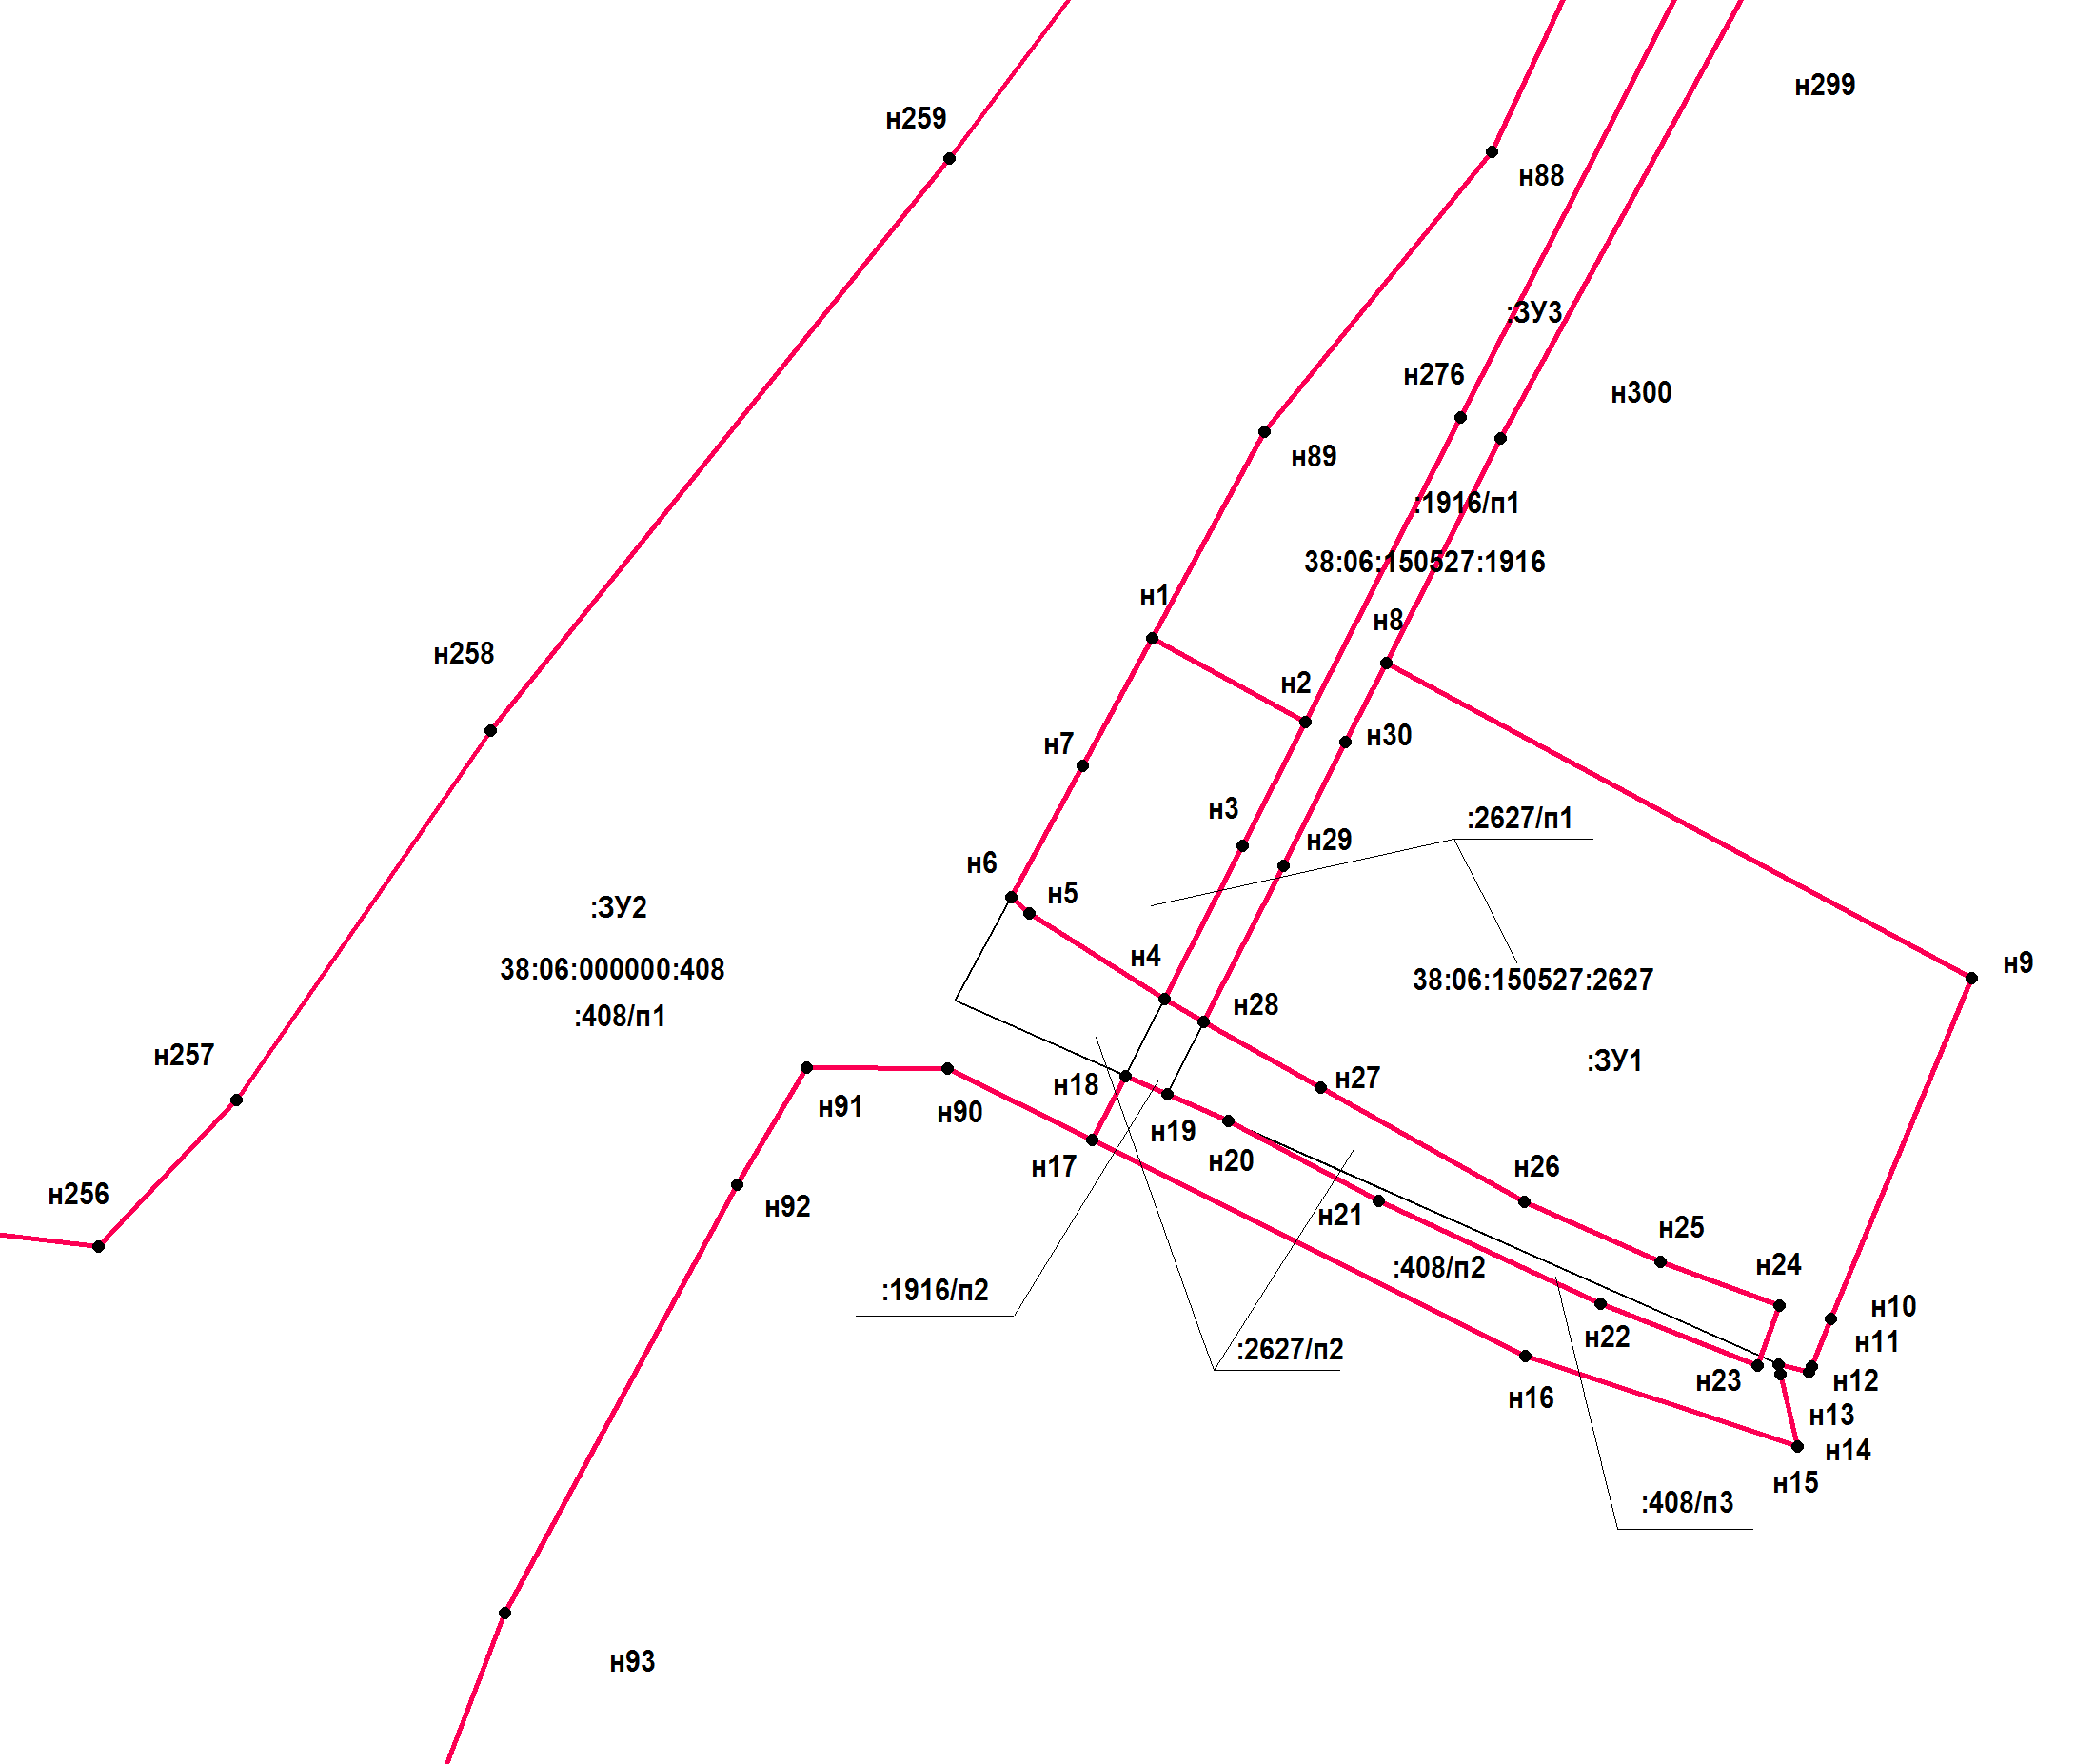 н299
н259
н88
:ЗУ3
н276
н300
н89
:1916/п1
38:06:150527:1916
н1
н8
н258
н2
н30
н7
н3
:2627/п1
н29
н6
н5
:ЗУ2
н4
н9
38:06:000000:408
38:06:150527:2627
н28
:408/п1
н257
:ЗУ1
н27
н18
н91
н90
н19
н20
н17
н26
н256
н92
н21
н25
:408/п2
н24
:1916/п2
н10
н22
н11
:2627/п2
н23
н12
н16
н13
н14
н15
:408/п3
н93